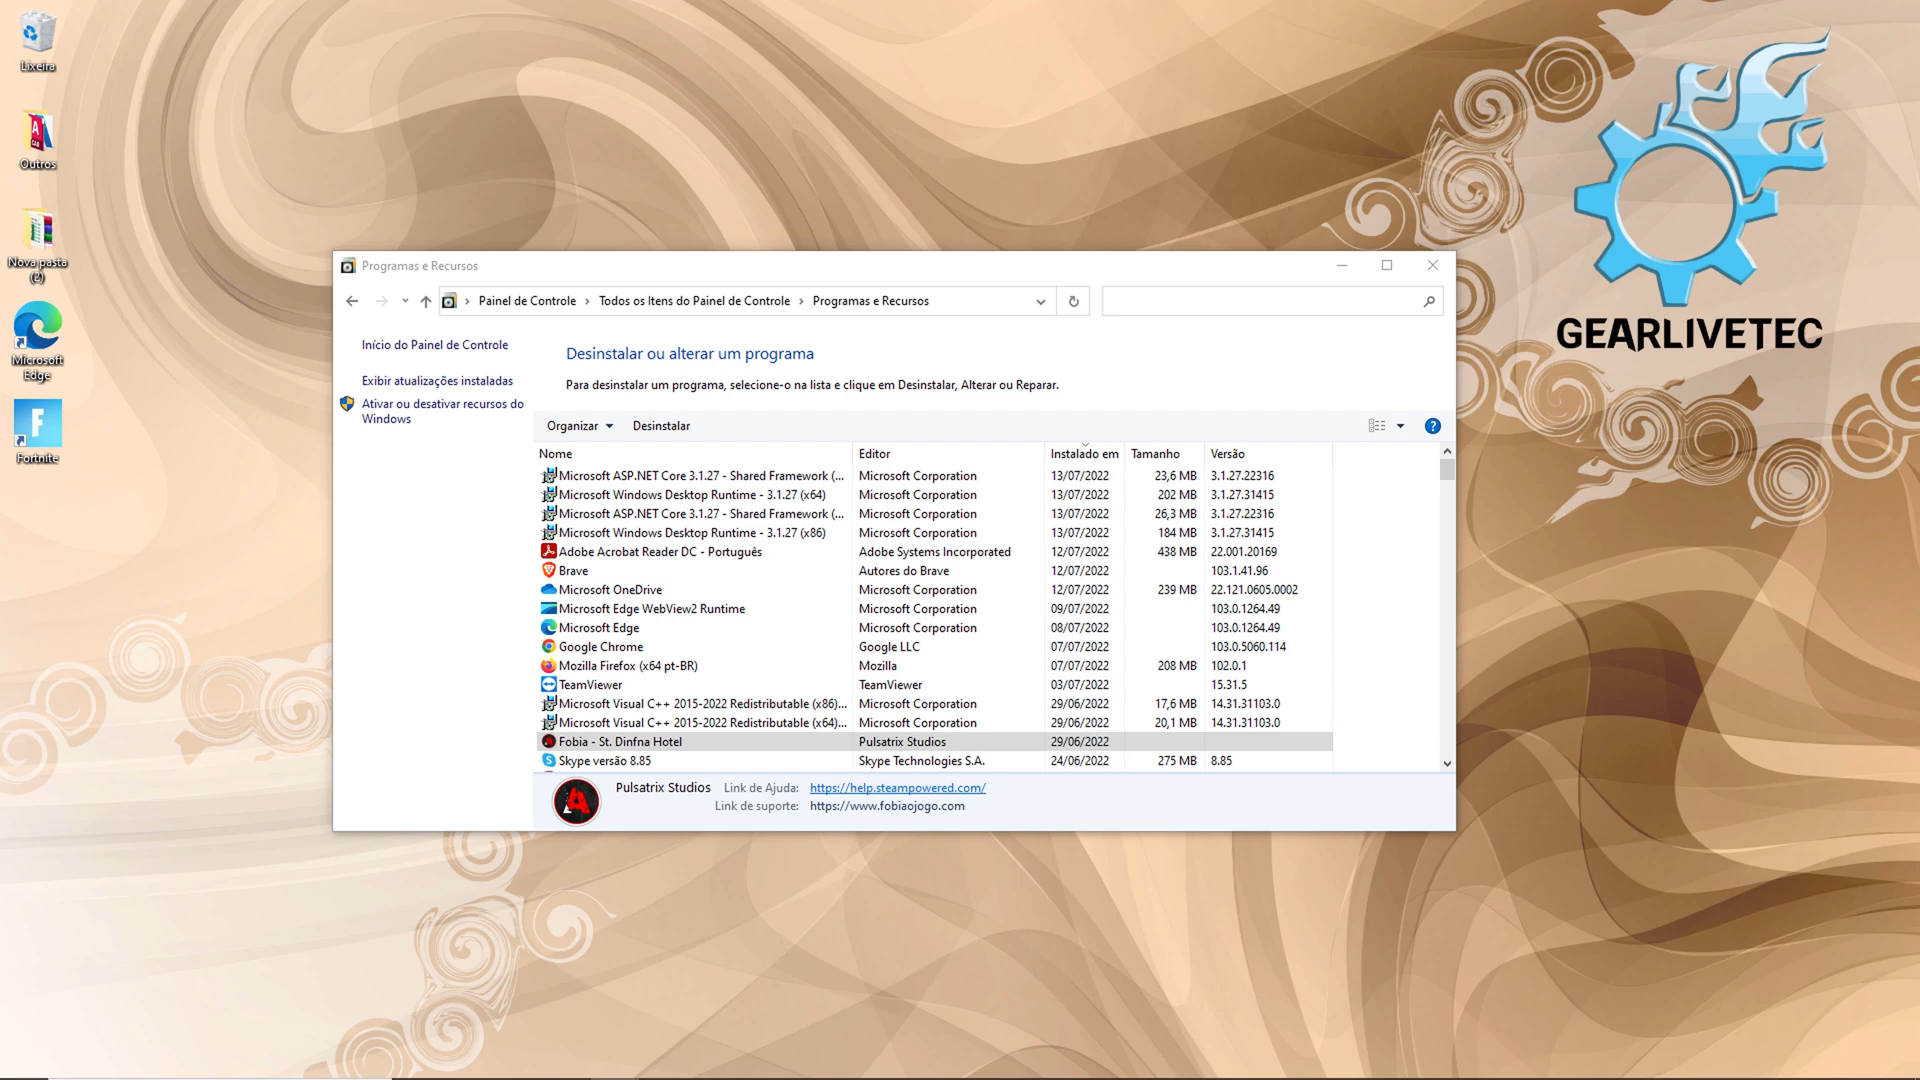 Lixeira
Outros
Nova pasta
(2)
Microsoft
Edge
Fortnite
GEARLIVETEC
Programas e Recursos
Painel de Controle
Todos os Itens do Painel de Controle
Programas e Recursos
Início do Painel de Controle
Exibir atualizações instaladas
Ativar ou desativar recursos do
Windows
Desinstalar ou alterar um programa
Para desinstalar um programa, selecione-o na lista e clique em Desinstalar, Alterar ou Reparar.
Organizar Desinstalar
Nome Editor Instalado em Tamanho Versão
Microsoft ASP.NET Core 3.1.27 - Shared Framework (... Microsoft Corporation 13/07/2022 23,6 MB 3.1.27.22316
Microsoft Windows Desktop Runtime - 3.1.27 (x64) Microsoft Corporation 13/07/2022 202 MB 3.1.27.31415
Microsoft ASP.NET Core 3.1.27 - Shared Framework (... Microsoft Corporation 13/07/2022 26,3 MB 3.1.27.22316
Microsoft Windows Desktop Runtime - 3.1.27 (x86) Microsoft Corporation 13/07/2022 184 MB 3.1.27.31415
Adobe Acrobat Reader DC - Português Adobe Systems Incorporated 12/07/2022 438 MB 22.001.20169
Brave Autores do Brave 12/07/2022 103.1.41.96
Microsoft OneDrive Microsoft Corporation 12/07/2022 239 MB 22.121.0605.0002
Microsoft Edge WebView2 Runtime Microsoft Corporation 09/07/2022 103.0.1264.49
Microsoft Edge Microsoft Corporation 08/07/2022 103.0.1264.49
Google Chrome Google LLC 07/07/2022 103.0.5060.114
Mozilla Firefox (x64 pt-BR) Mozilla 07/07/2022 208 MB 102.0.1
TeamViewer TeamViewer 03/07/2022 15.31.5
Microsoft Visual C++ 2015-2022 Redistributable (x86)... Microsoft Corporation 29/06/2022 17,6 MB 14.31.31103.0
Microsoft Visual C++ 2015-2022 Redistributable (x64)... Microsoft Corporation 29/06/2022 20,1 MB 14.31.31103.0
Fobia - St. Dinfna Hotel Pulsatrix Studios 29/06/2022
Skype versão 8.85 Skype Technologies S.A. 24/06/2022 275 MB 8.85
Pulsatrix Studios Link de Ajuda: https://help.steampowered.com/
Link de suporte: https://www.fobiaojogo.com